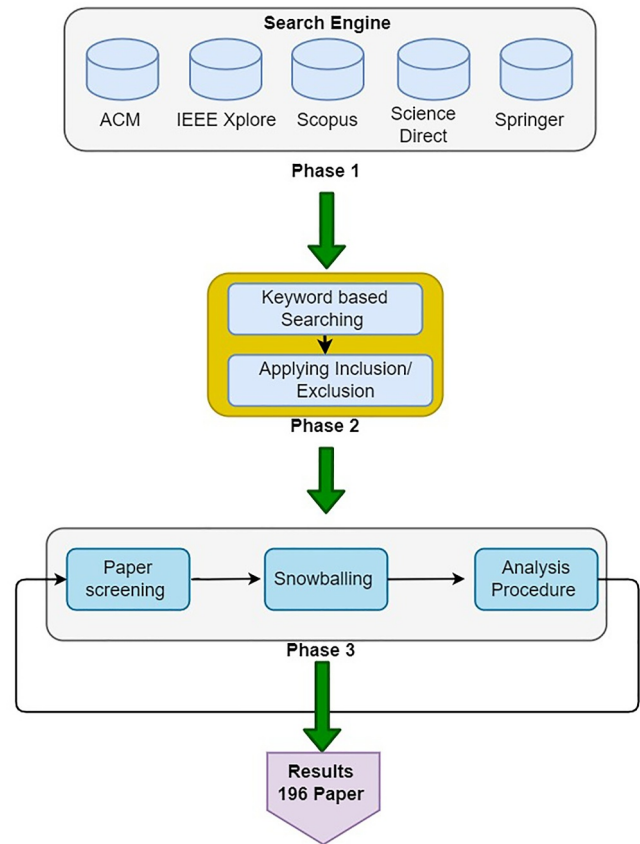 Search Engine
ACM
IEEE Xplore
Scopus
Science
Direct
Springer
Phase 1
Keyword based
Searching
Applying Inclusion/
Exclusion
Phase 2
Paper
screening
Snowballing
Analysis
Procedure
Phase 3
Results
196 Paper